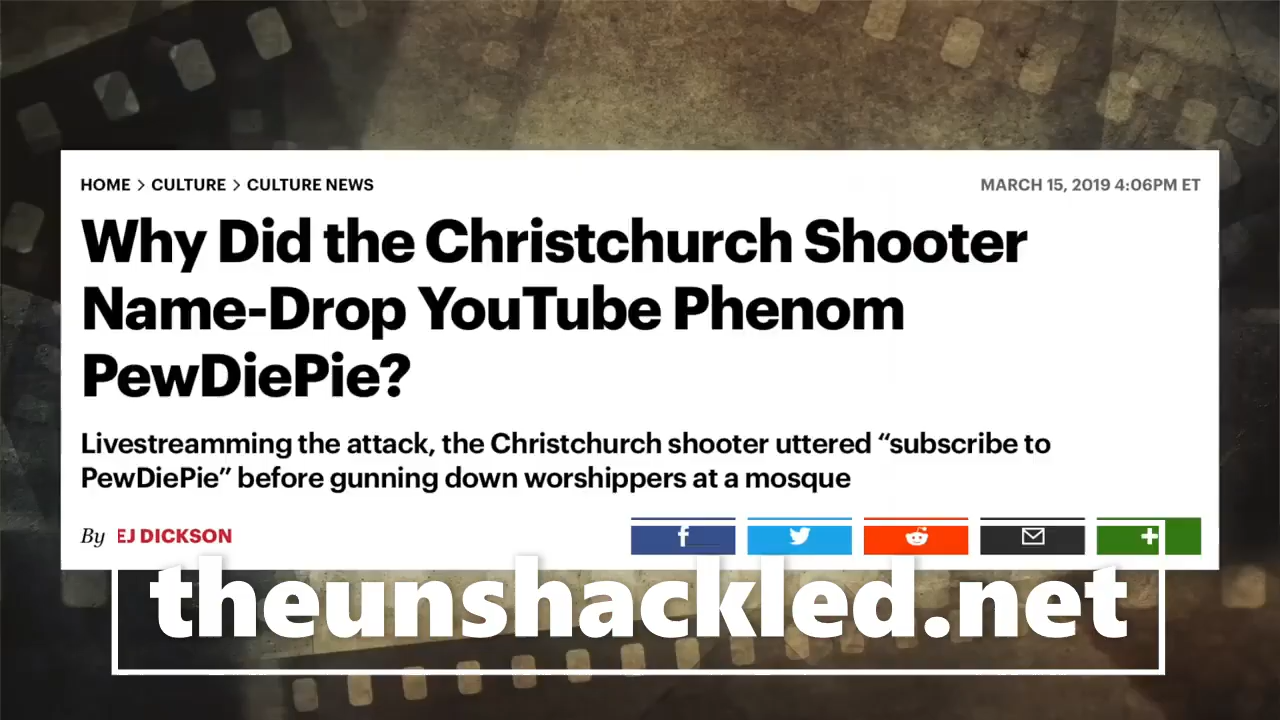 HOME > CULTURE > CULTURE NEWS
MARCH 15, 2019 4:06PM ET
Why Did the Christchurch Shooter
Name-Drop YouTube Phenom
PewDiePie?
Livestreamming the attack, the Christchurch shooter uttered “subscribe to
PewDiePie” before gunning down worshippers at a mosque
By EJ DICKSON
theunshackled.net